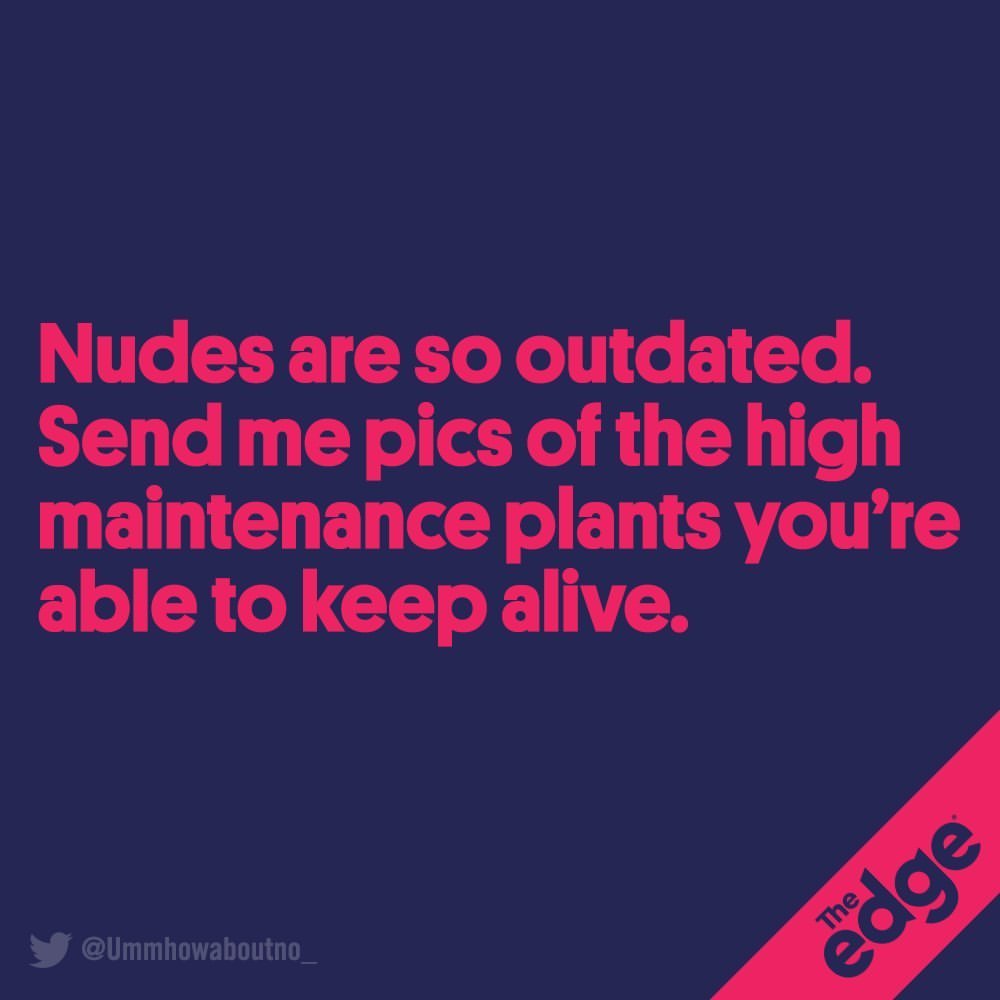 Nudes are so outdated.
Send me pics of the high
maintenance plants you're
able to keep alive.
The
edge
@Ummhowaboutno_